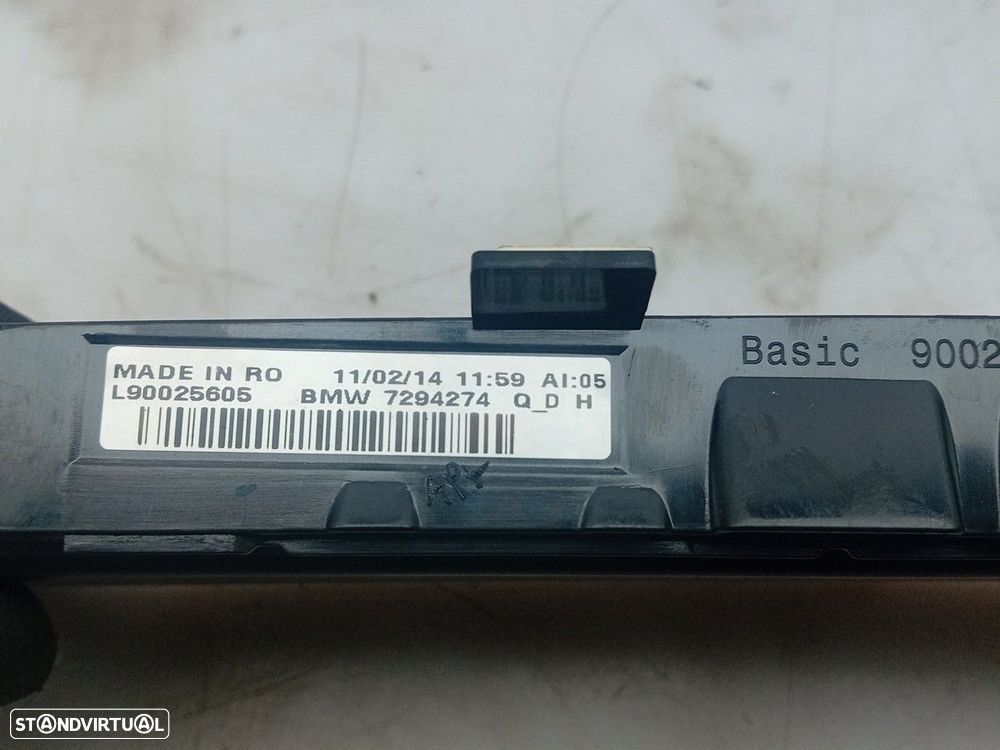 MADE IN RO 11/02/14 11:59 AI:05
L90025605 BMW 7294274 Q_D H
Basic 9002
STANDVIRTUAL